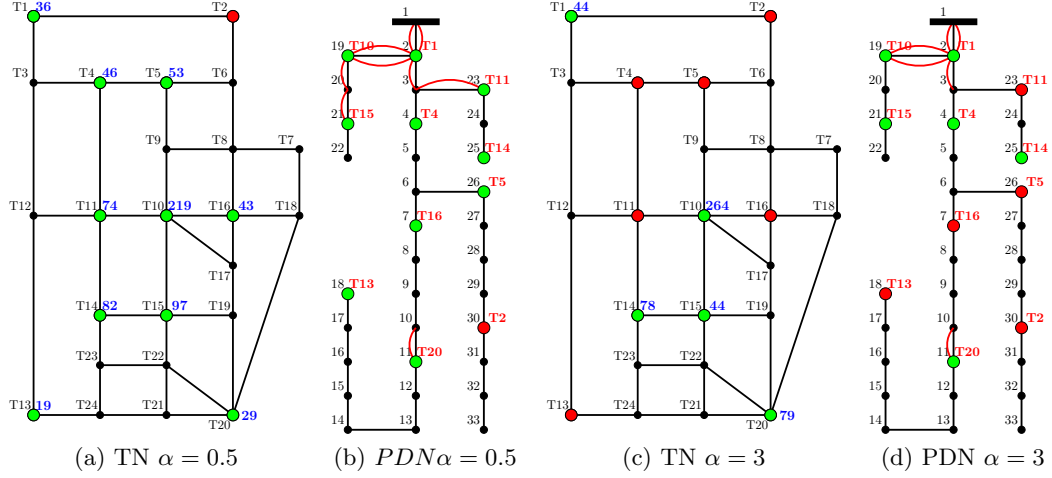 T1 36 T2
T3 T4 46 T5 53 T6
T9 T8 T7
T12 T11 74 T10 219 T16 43 T18
T17
T14 82 T15 97 T19
T23 T22
T13 19 T24 T21 T20 29
(a) TN α = 0.5
1
19 T10 2 T1
20 3 23 T11
21 T15 4 T4 24
22 5 25 T14
6 26 T5
7 T16 27
8 28
18 T13 9 29
17 10 30 T2
16 11 T20 31
15 12 32
14 13 33
(b) PDNα = 0.5
T1 44 T2
T3 T4 T5 T6
T9 T8 T7
T12 T11 T10 264 T16 T18
T17
T14 78 T15 44 T19
T23 T22
T13 T24 T21 T20 79
(c) TN α = 3
1
19 T10 2 T1
20 3 23 T11
21 T15 4 T4 24
22 5 25 T14
6 26 T5
7 T16 27
8 28
18 T13 9 29
17 10 30 T2
16 11 T20 31
15 12 32
14 13 33
(d) PDN α = 3